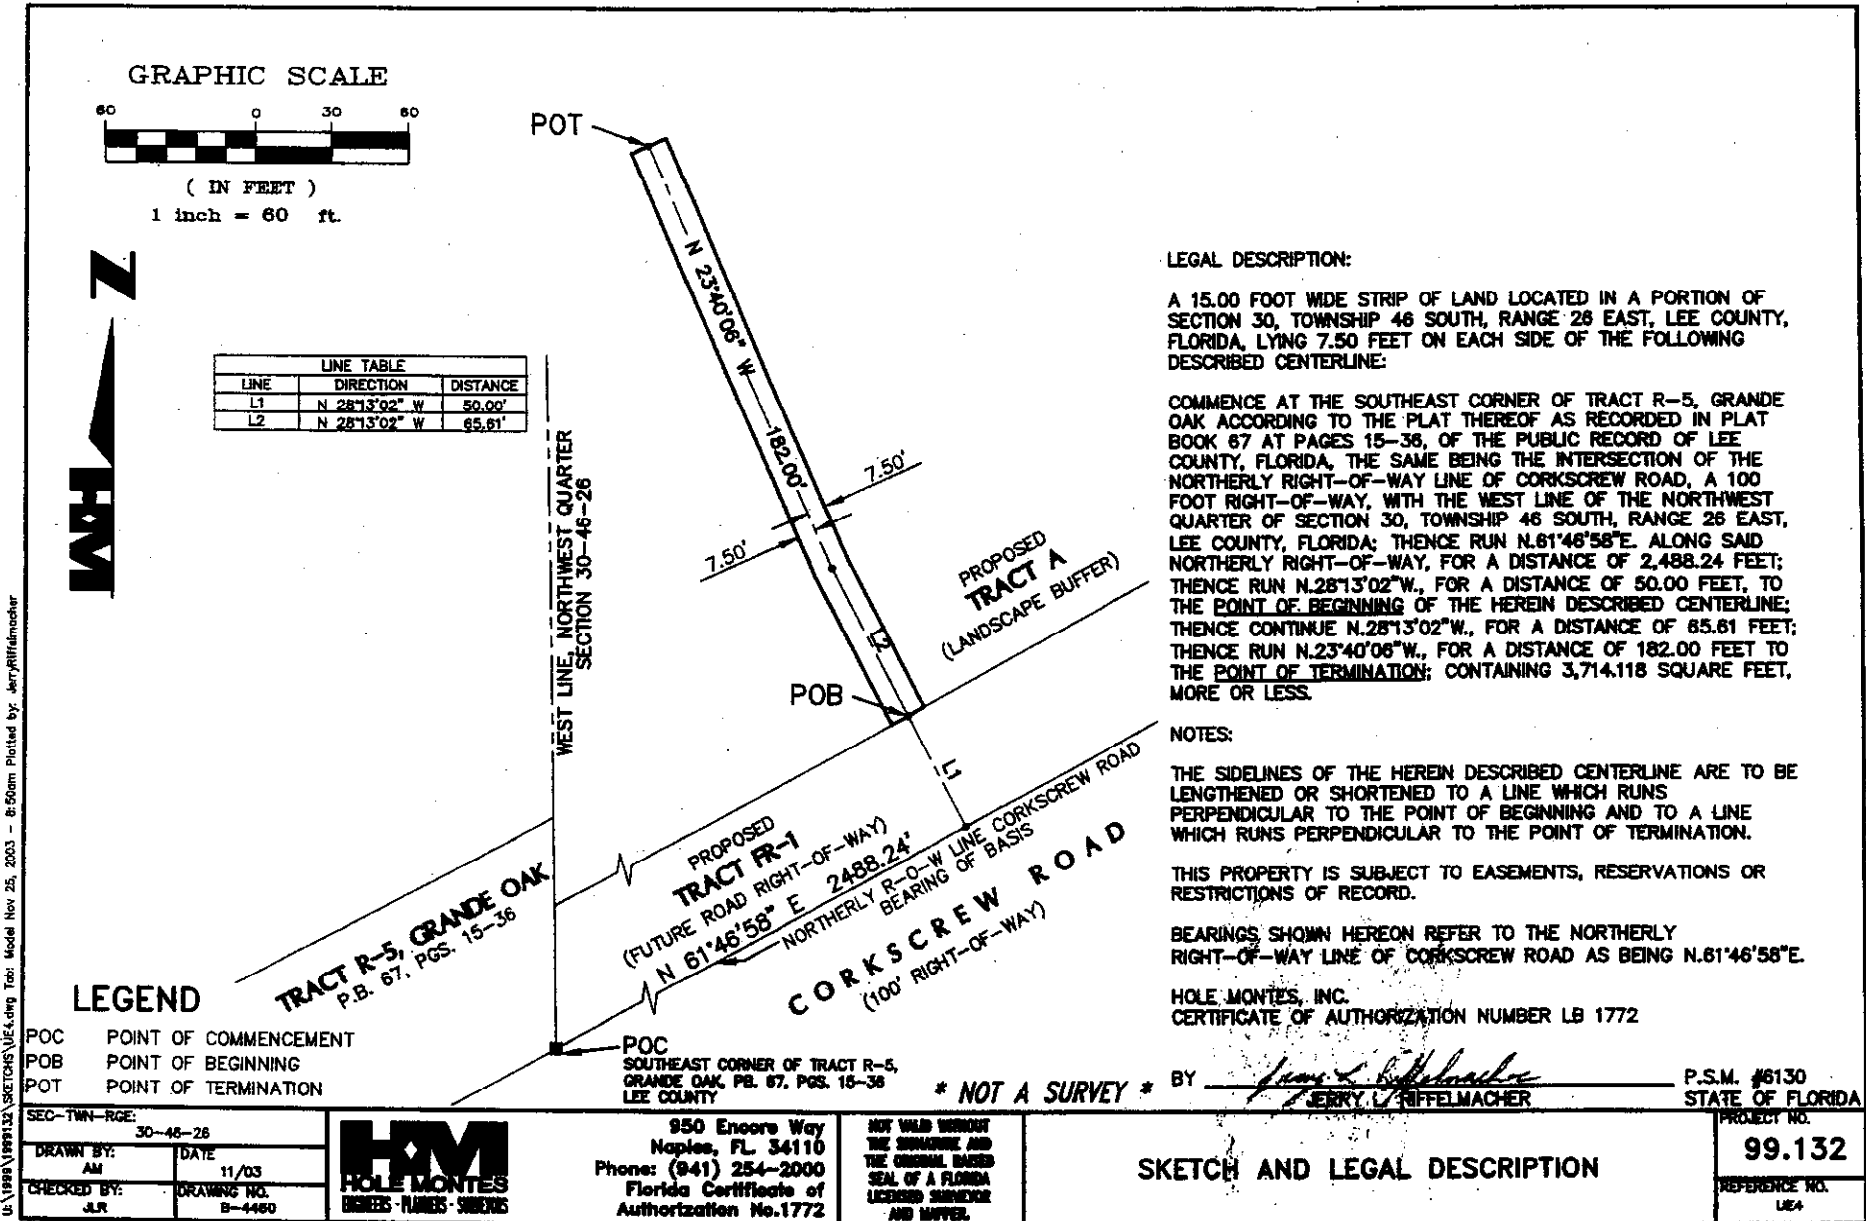 GRAPHIC SCALE
60 0 30 60
( IN FEET )
1 inch = 60 ft.
Z
HM
LINE TABLE
LINE DIRECTION DISTANCE
L1 N 28°13'02" W 50.00'
L2 N 28°13'02" W 65.61'
POT
N 23°40'06" W 182.00'
7.50'
7.50'
WEST LINE, NORTHWEST QUARTER
SECTION 30-46-26
PROPOSED
TRACT A
(LANDSCAPE BUFFER)
L2
POB
L1
PROPOSED
TRACT FR-1
(FUTURE ROAD RIGHT-OF-WAY)
N 61°46'58" E 2488.24'
NORTHERLY R-O-W LINE CORKSCREW ROAD
BEARING OF BASIS
CORKSCREW ROAD
(100' RIGHT-OF-WAY)
TRACT R-5, GRANDE OAK
P.B. 67, PGS. 15-36
POC
SOUTHEAST CORNER OF TRACT R-5,
GRANDE OAK, PB. 67. PGS. 15-36
LEE COUNTY
LEGEND
POC POINT OF COMMENCEMENT
POB POINT OF BEGINNING
POT POINT OF TERMINATION
* NOT A SURVEY *
LEGAL DESCRIPTION:
A 15.00 FOOT WIDE STRIP OF LAND LOCATED IN A PORTION OF
SECTION 30, TOWNSHIP 46 SOUTH, RANGE 26 EAST, LEE COUNTY,
FLORIDA, LYING 7.50 FEET ON EACH SIDE OF THE FOLLOWING
DESCRIBED CENTERLINE:
COMMENCE AT THE SOUTHEAST CORNER OF TRACT R-5, GRANDE
OAK ACCORDING TO THE PLAT THEREOF AS RECORDED IN PLAT
BOOK 67 AT PAGES 15-36, OF THE PUBLIC RECORD OF LEE
COUNTY, FLORIDA, THE SAME BEING THE INTERSECTION OF THE
NORTHERLY RIGHT-OF-WAY LINE OF CORKSCREW ROAD, A 100
FOOT RIGHT-OF-WAY, WITH THE WEST LINE OF THE NORTHWEST
QUARTER OF SECTION 30, TOWNSHIP 46 SOUTH, RANGE 26 EAST,
LEE COUNTY, FLORIDA; THENCE RUN N.61°46'58"E. ALONG SAID
NORTHERLY RIGHT-OF-WAY, FOR A DISTANCE OF 2,488.24 FEET;
THENCE RUN N.28°13'02"W., FOR A DISTANCE OF 50.00 FEET, TO
THE POINT OF BEGINNING OF THE HEREIN DESCRIBED CENTERLINE;
THENCE CONTINUE N.28°13'02"W., FOR A DISTANCE OF 65.61 FEET;
THENCE RUN N.23°40'06"W., FOR A DISTANCE OF 182.00 FEET TO
THE POINT OF TERMINATION; CONTAINING 3,714.118 SQUARE FEET,
MORE OR LESS.
NOTES:
THE SIDELINES OF THE HEREIN DESCRIBED CENTERLINE ARE TO BE
LENGTHENED OR SHORTENED TO A LINE WHICH RUNS
PERPENDICULAR TO THE POINT OF BEGINNING AND TO A LINE
WHICH RUNS PERPENDICULAR TO THE POINT OF TERMINATION.
THIS PROPERTY IS SUBJECT TO EASEMENTS, RESERVATIONS OR
RESTRICTIONS OF RECORD.
BEARINGS SHOWN HEREON REFER TO THE NORTHERLY
RIGHT-OF-WAY LINE OF CORKSCREW ROAD AS BEING N.61°46'58"E.
HOLE MONTES, INC.
CERTIFICATE OF AUTHORIZATION NUMBER LB 1772
BY Jerry L. Riffelmacher P.S.M. #6130
JERRY L. RIFFELMACHER STATE OF FLORIDA
U:\1999\1999132\SKETCHS\UE4.dwg Tab: Model Nov 25, 2003 - 8:50am Plotted by: JerryRiffelmacher
SEC-TWN-RGE:
30-46-26
DRAWN BY: AM
DATE 11/03
CHECKED BY: JLR
DRAWING NO. B-4460
HM
HOLE MONTES
ENGINEERS - PLANNERS - SURVEYORS
950 Encore Way
Naples, FL. 34110
Phone: (941) 254-2000
Florida Certificate of
Authorization No.1772
NOT VALID WITHOUT
THE SIGNATURE AND
THE ORIGINAL RAISED
SEAL OF A FLORIDA
LICENSED SURVEYOR
AND MAPPER.
SKETCH AND LEGAL DESCRIPTION
PROJECT NO.
99.132
REFERENCE NO.
UE4